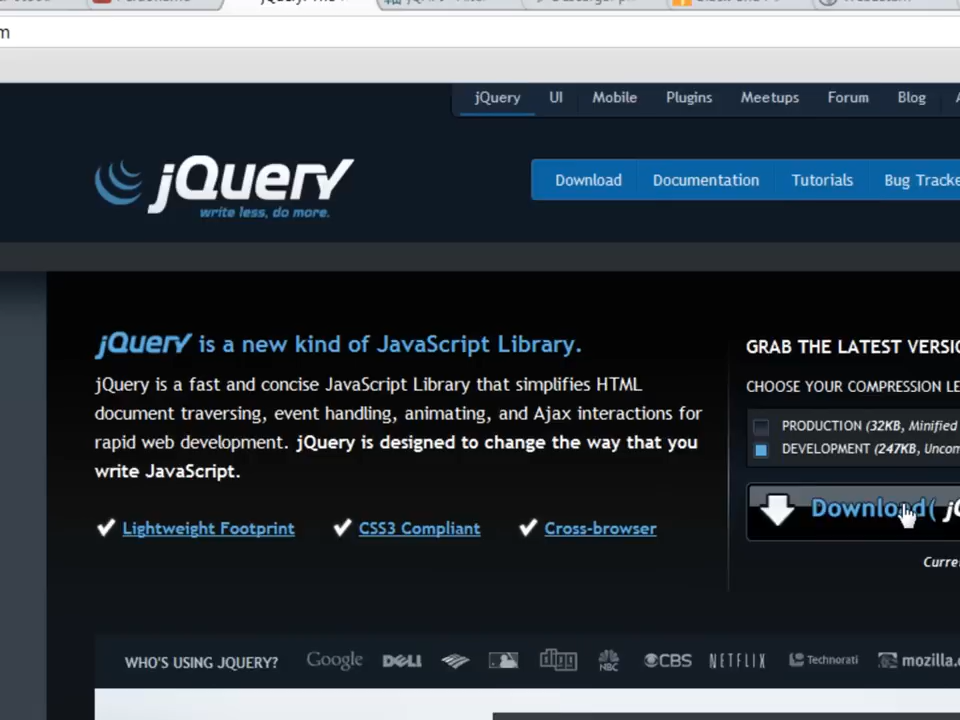 m
jQuery UI Mobile Plugins Meetups Forum Blog
jQuery
write less, do more.
Download Documentation Tutorials Bug Tracke
jQuery is a new kind of JavaScript Library.
jQuery is a fast and concise JavaScript Library that simplifies HTML
document traversing, event handling, animating, and Ajax interactions for
rapid web development. jQuery is designed to change the way that you
write JavaScript.
Lightweight Footprint CSS3 Compliant Cross-browser
GRAB THE LATEST VERSIO
CHOOSE YOUR COMPRESSION LE
PRODUCTION (32KB, Minified
DEVELOPMENT (247KB, Uncom
Download( jQ
Curre
WHO'S USING JQUERY? Google DELL NBC CBS NETFLIX Technorati mozilla.